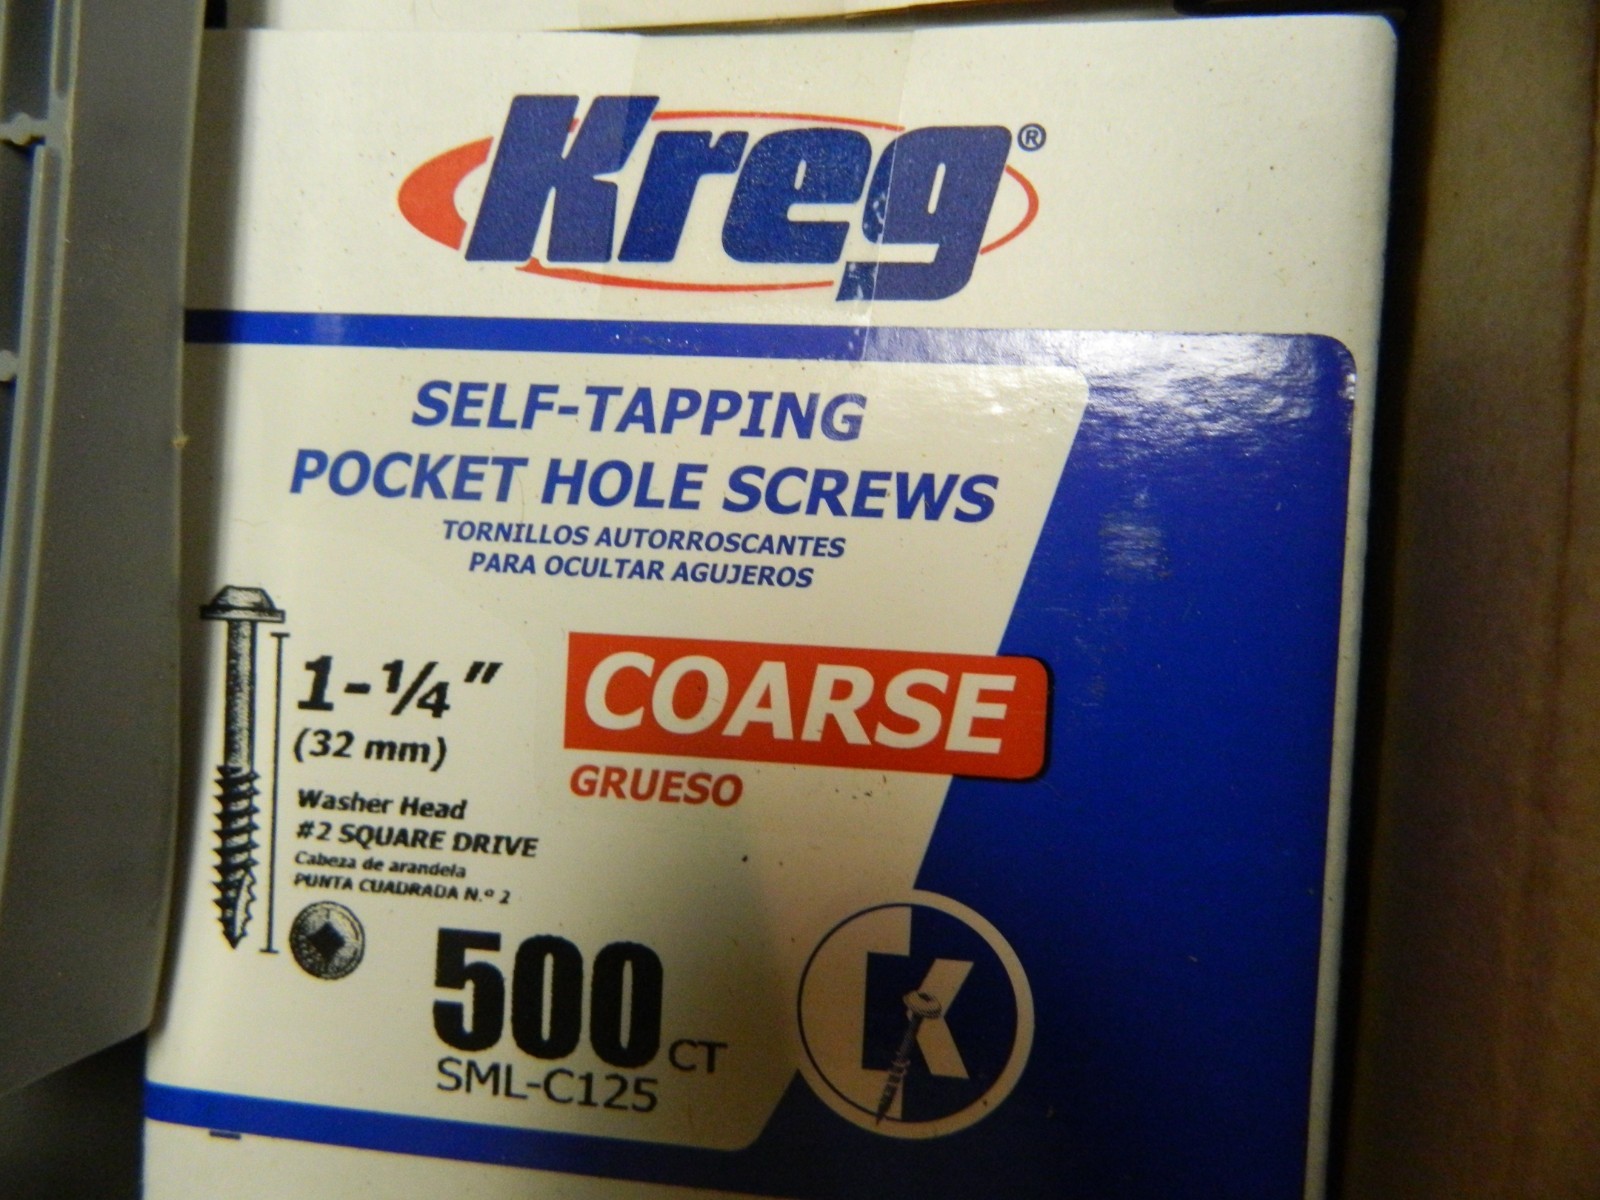 Kreg®
SELF-TAPPING
POCKET HOLE SCREWS
TORNILLOS AUTORROSCANTES
PARA OCULTAR AGUJEROS
1-¼"
(32 mm)
COARSE
GRUESO
Washer Head
#2 SQUARE DRIVE
Cabeza de arandela
PUNTA CUADRADA N.º 2
500 CT
SML-C125
K